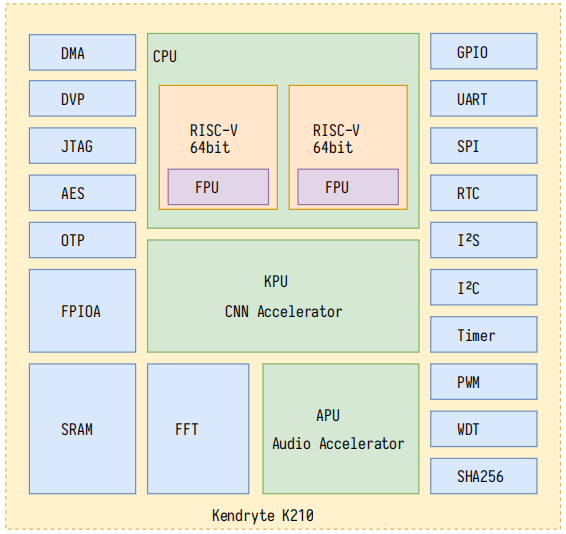 DMA
DVP
JTAG
AES
OTP
FPIOA
SRAM
CPU
RISC-V
64bit
FPU
RISC-V
64bit
FPU
KPU
CNN Accelerator
FFT
APU
Audio Accelerator
GPIO
UART
SPI
RTC
I²S
I²C
Timer
PWM
WDT
SHA256
Kendryte K210